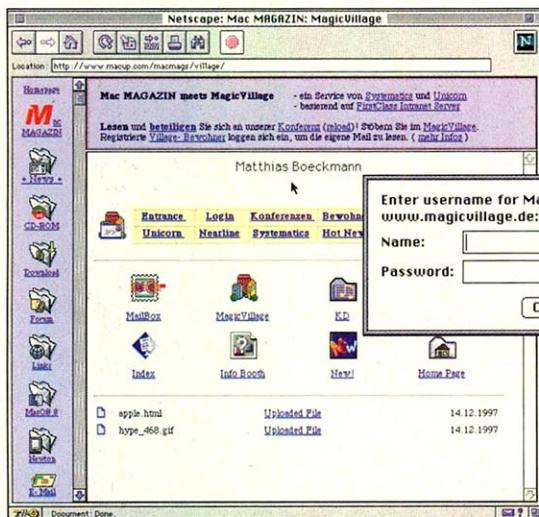 Netscape: Mac MAGAZIN: MagicVillage
N
Location: http://www.macup.com/macmags/village/
Homepage
M
MAGAZIN
+ News +
CD-ROM
Download
Forum
Links
MacOS 8
Newton
E-Mail
Mac MAGAZIN meets MagicVillage - ein Service von Systematics und Unicorn
- basierend auf FirstClass Intranet Server
Lesen und beteiligen Sie sich an unserer Konferenz (reload)! Stöbern Sie im MagicVillage.
Registrierte Village-Bewohner loggen sich ein, um die eigene Mail zu lesen. ( mehr Infos )
Matthias Boeckmann
Entrance Login Konferenzen Bewohne
Unicorn Nearline Systematics Hot New
Enter username for Ma
www.magicvillage.de:
Name:
Password:
MailBox MagicVillage KD
Index Info Booth New! Home Page
apple.html Uploaded File 14.12.1997
hype_468.gif Uploaded File 14.12.1997
Document: Done.